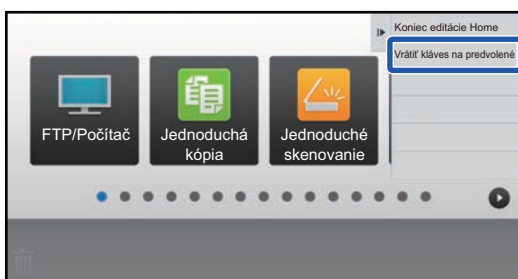 Koniec editácie Home
Vrátiť kláves na predvolené
FTP/Počítač
Jednoduchá
kópia
Jednoduché
skenovanie